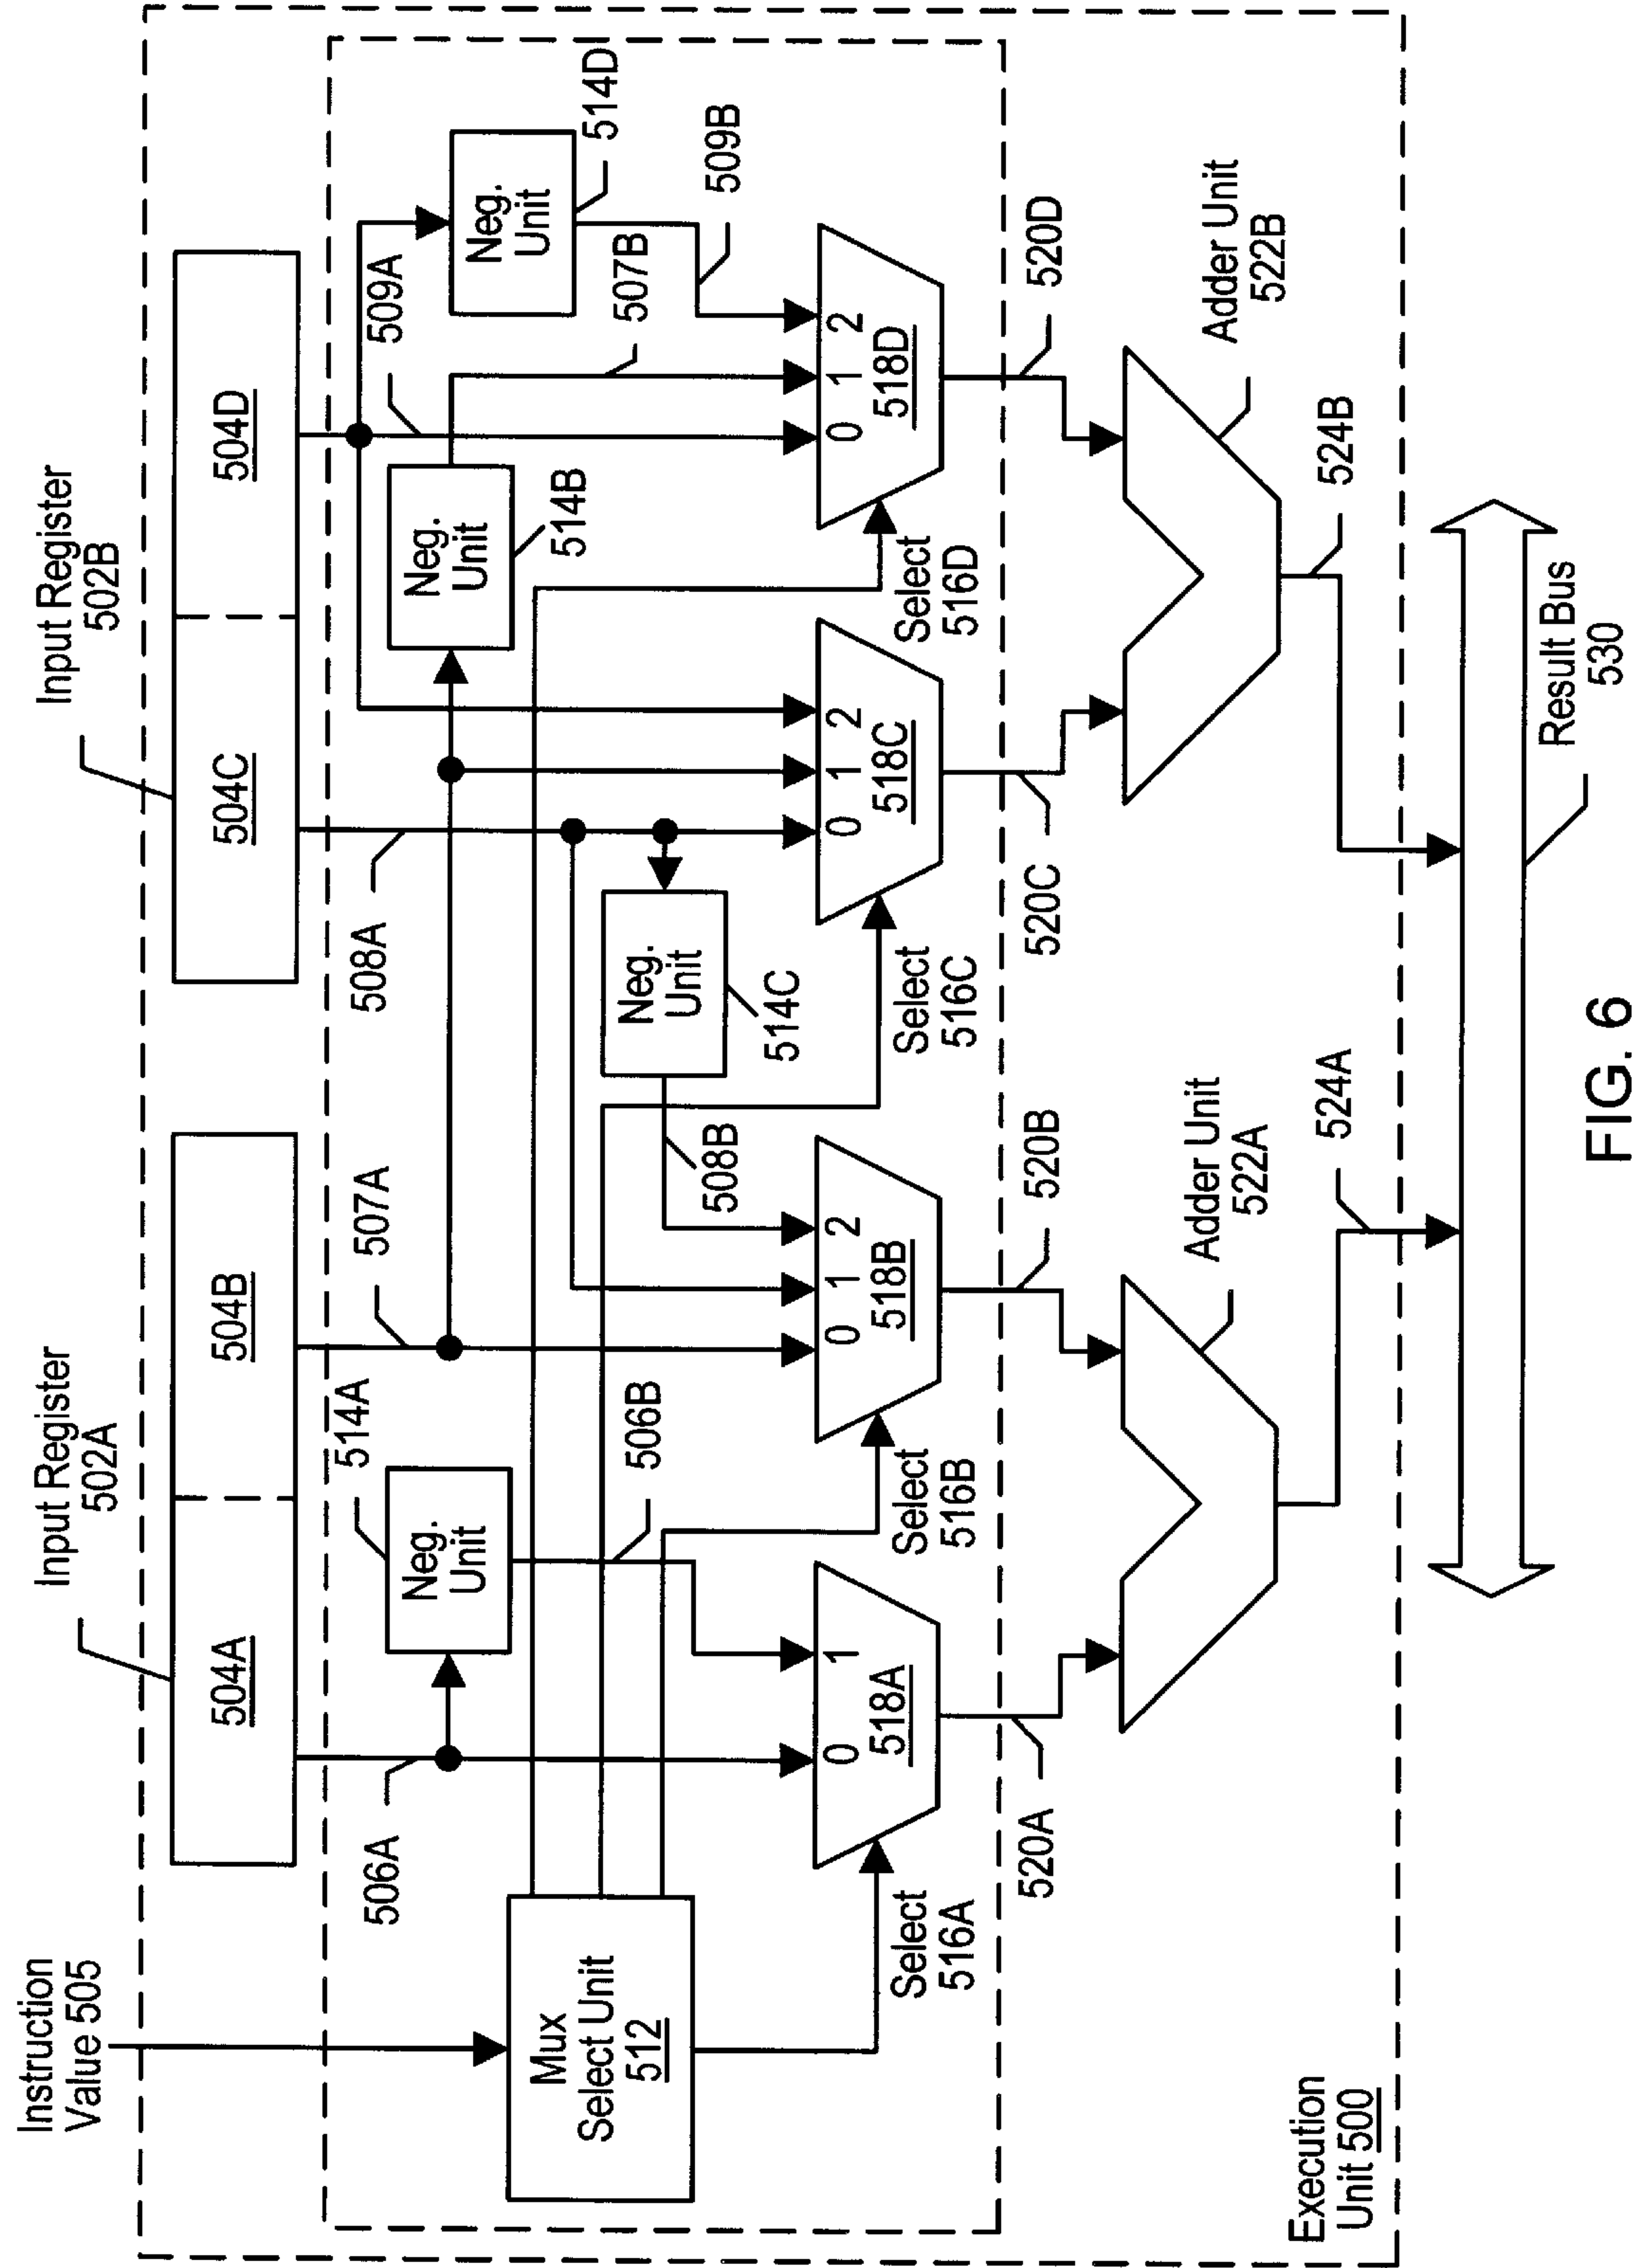 Instruction
Value 505
Input Register
502A
Input Register
502B
504A
504B
504C
504D
506A
514A
507A
508A
509A
514D
Neg.
Unit
Neg.
Unit
Neg.
Unit
514B
507B
509B
506B
Neg.
Unit
514C
508B
Mux
Select Unit
512
0 1
518A
0 1 2
518B
0 1 2
518C
0 1 2
518D
Select
516A
Select
516B
Select
516C
Select
516D
520A
520B
520C
520D
Adder Unit
522A
Adder Unit
522B
524A
524B
Execution
Unit 500
Result Bus
530
FIG. 6